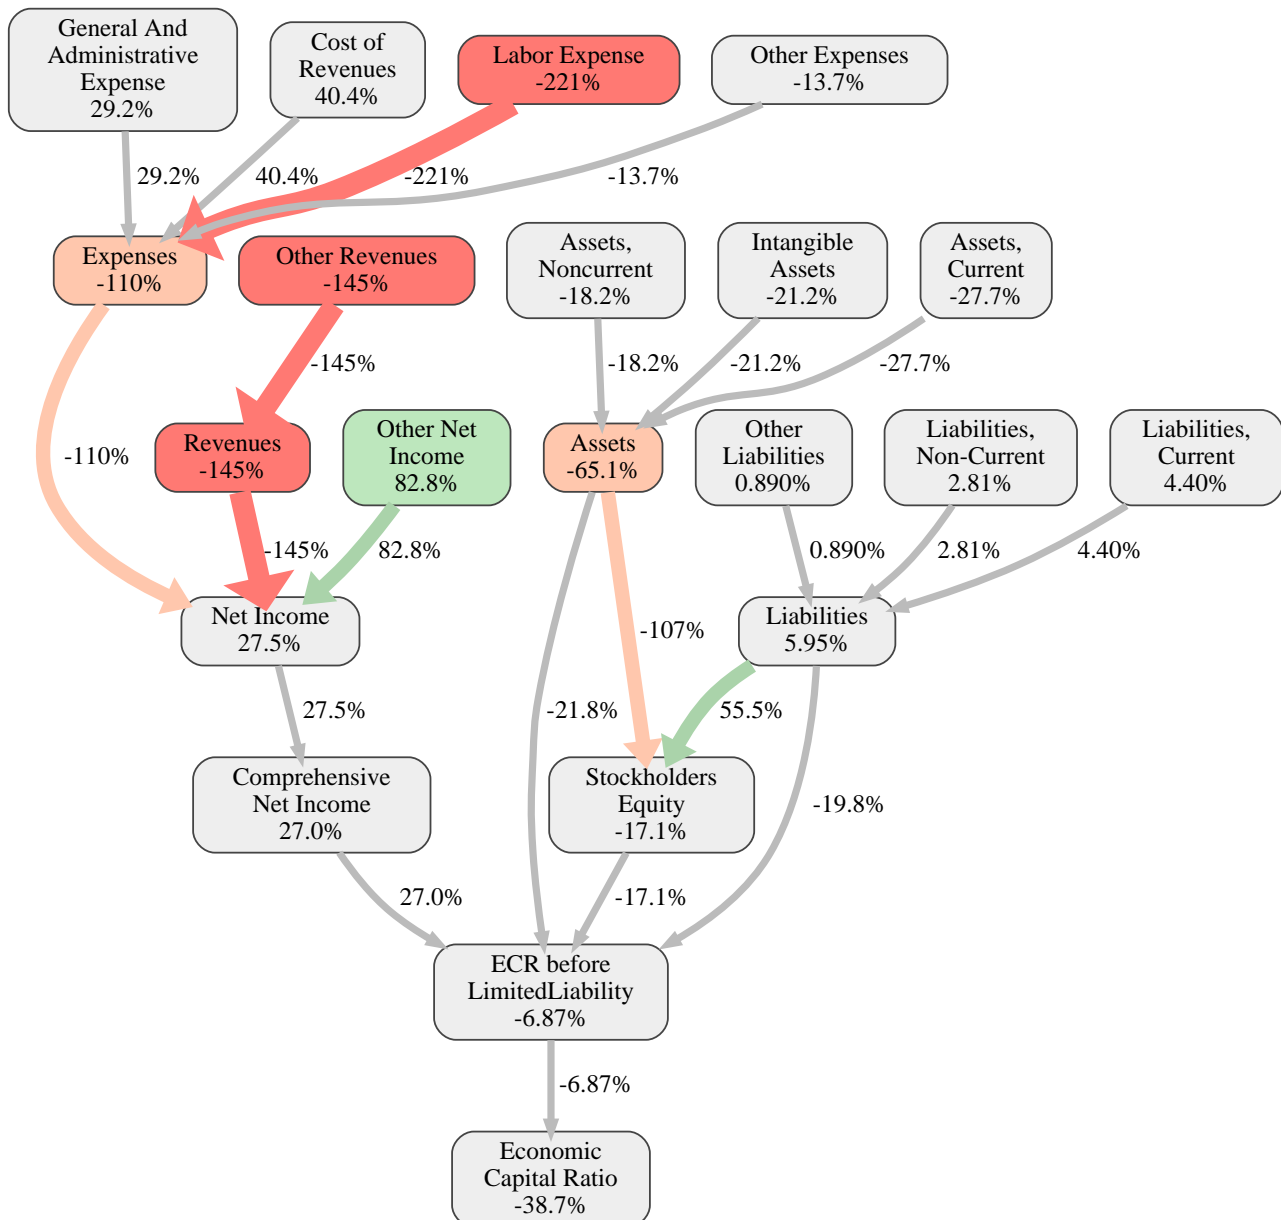 General And
Administrative
Expense
29.2%
Cost of
Revenues
40.4%
Labor Expense
-221%
Other Expenses
-13.7%
29.2%
40.4%
-221%
-13.7%
Expenses
-110%
Other Revenues
-145%
Assets,
Noncurrent
-18.2%
Intangible
Assets
-21.2%
Assets,
Current
-27.7%
-145%
-18.2%
-21.2%
-27.7%
-110%
Revenues
-145%
Other Net
Income
82.8%
Assets
-65.1%
Other
Liabilities
0.890%
Liabilities,
Non-Current
2.81%
Liabilities,
Current
4.40%
-145%
82.8%
0.890%
2.81%
4.40%
Net Income
27.5%
-107%
Liabilities
5.95%
27.5%
-21.8%
55.5%
Comprehensive
Net Income
27.0%
Stockholders
Equity
-17.1%
-19.8%
27.0%
-17.1%
ECR before
LimitedLiability
-6.87%
-6.87%
Economic
Capital Ratio
-38.7%